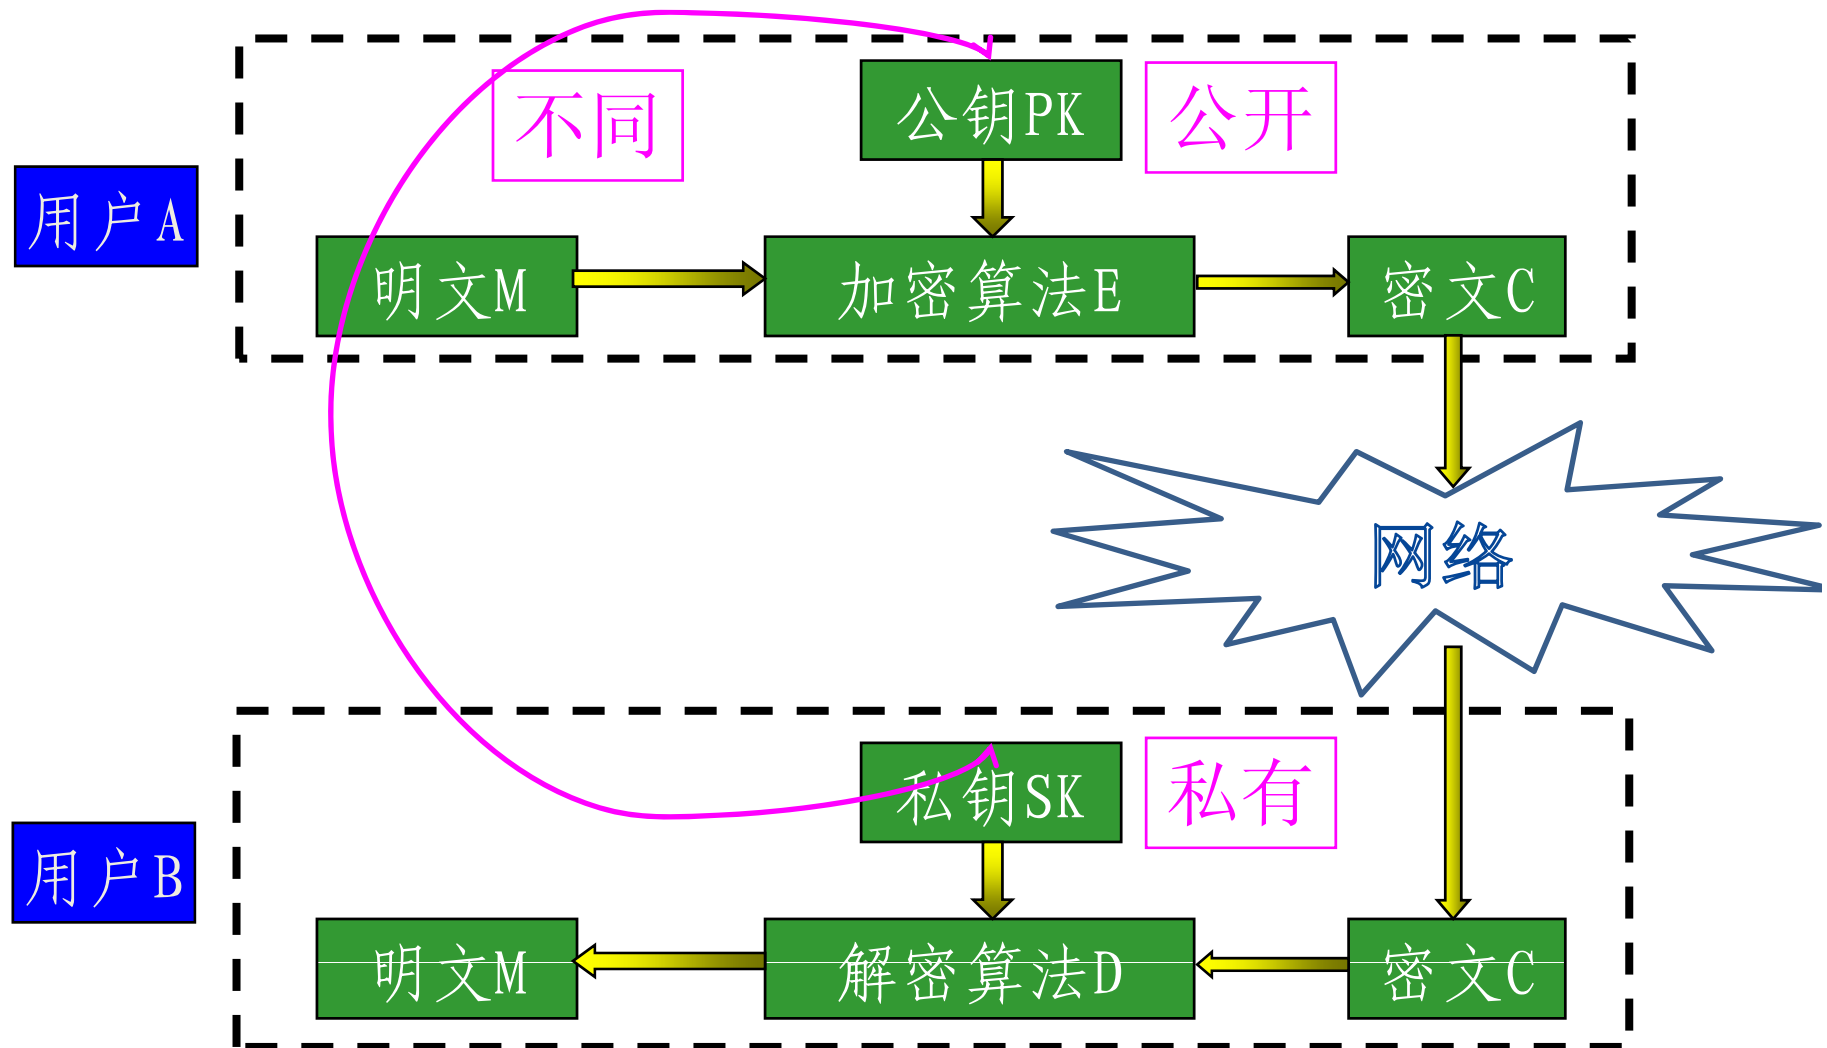 不同
公钥PK
公开
用户A
明文M
加密算法E
密文C
网络
私钥SK
私有
用户B
明文M
解密算法D
密文C